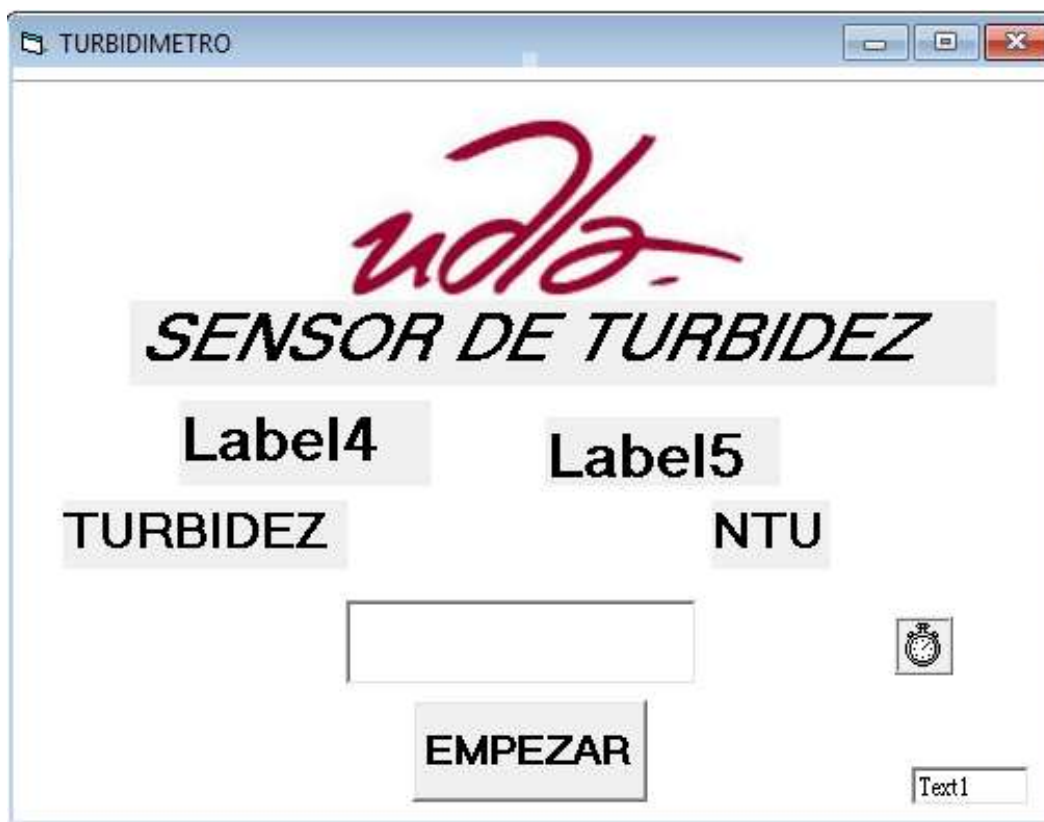 TURBIDIMETRO
udla.
SENSOR DE TURBIDEZ
Label4
Label5
TURBIDEZ
NTU
EMPEZAR
Text1